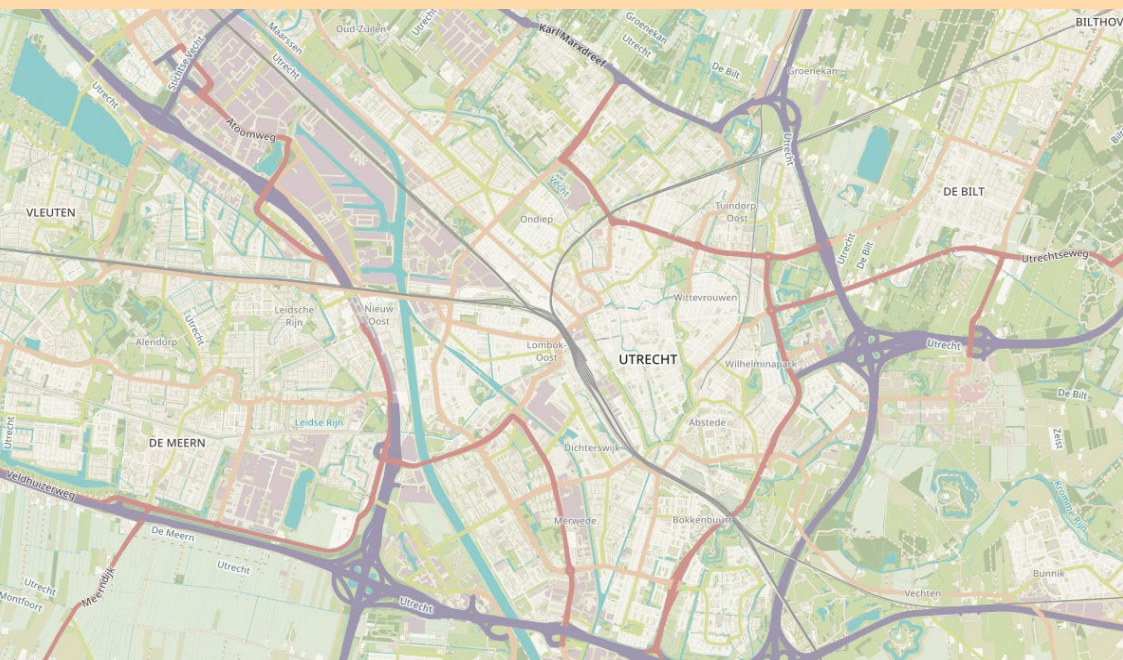 Oud-Zuilen
Utrecht
Maarssen
Utrecht
Stichtse Vecht
Utrecht
Atoomweg
Karl Marxdreef
Groenekan
Utrecht
De Bilt
Groenekan
BILTHOV
Utrecht
Vecht
Ondiep
Tuindorp
Oost
DE BILT
Bilt
VLEUTEN
Utrecht
De Bilt
Utrechtseweg
Utrecht
Leidsche
Rijn
Nieuw
Oost
Wittevrouwen
Alendorp
Lombok-
Oost
UTRECHT
Wilhelminapark
Utrecht
De Bilt
Zeist
Utrecht
Leidse Rijn
DE MEERN
Abstede
Dichterswijk
Veldhuizerweg
De Meern
Utrecht
Merwede
Bokkenbuurt
Kromme Rijn
Bunnik
Vechten
Meerndijk
Utrecht
Montfoort
Utrecht